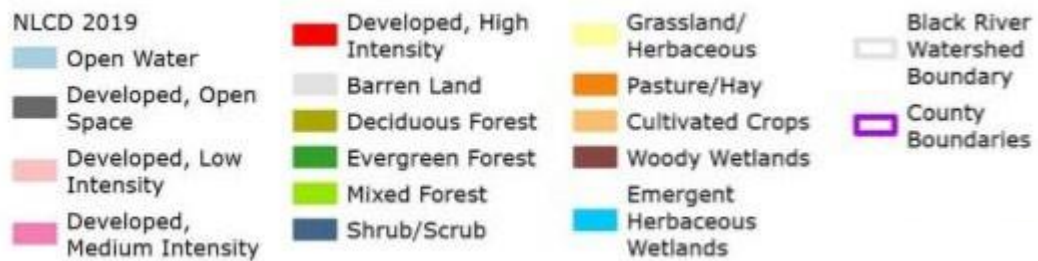 NLCD 2019
Open Water
Developed, Open
Space
Developed, Low
Intensity
Developed,
Medium Intensity
Developed, High
Intensity
Barren Land
Deciduous Forest
Evergreen Forest
Mixed Forest
Shrub/Scrub
Grassland/
Herbaceous
Pasture/Hay
Cultivated Crops
Woody Wetlands
Emergent
Herbaceous
Wetlands
Black River
Watershed
Boundary
County
Boundaries